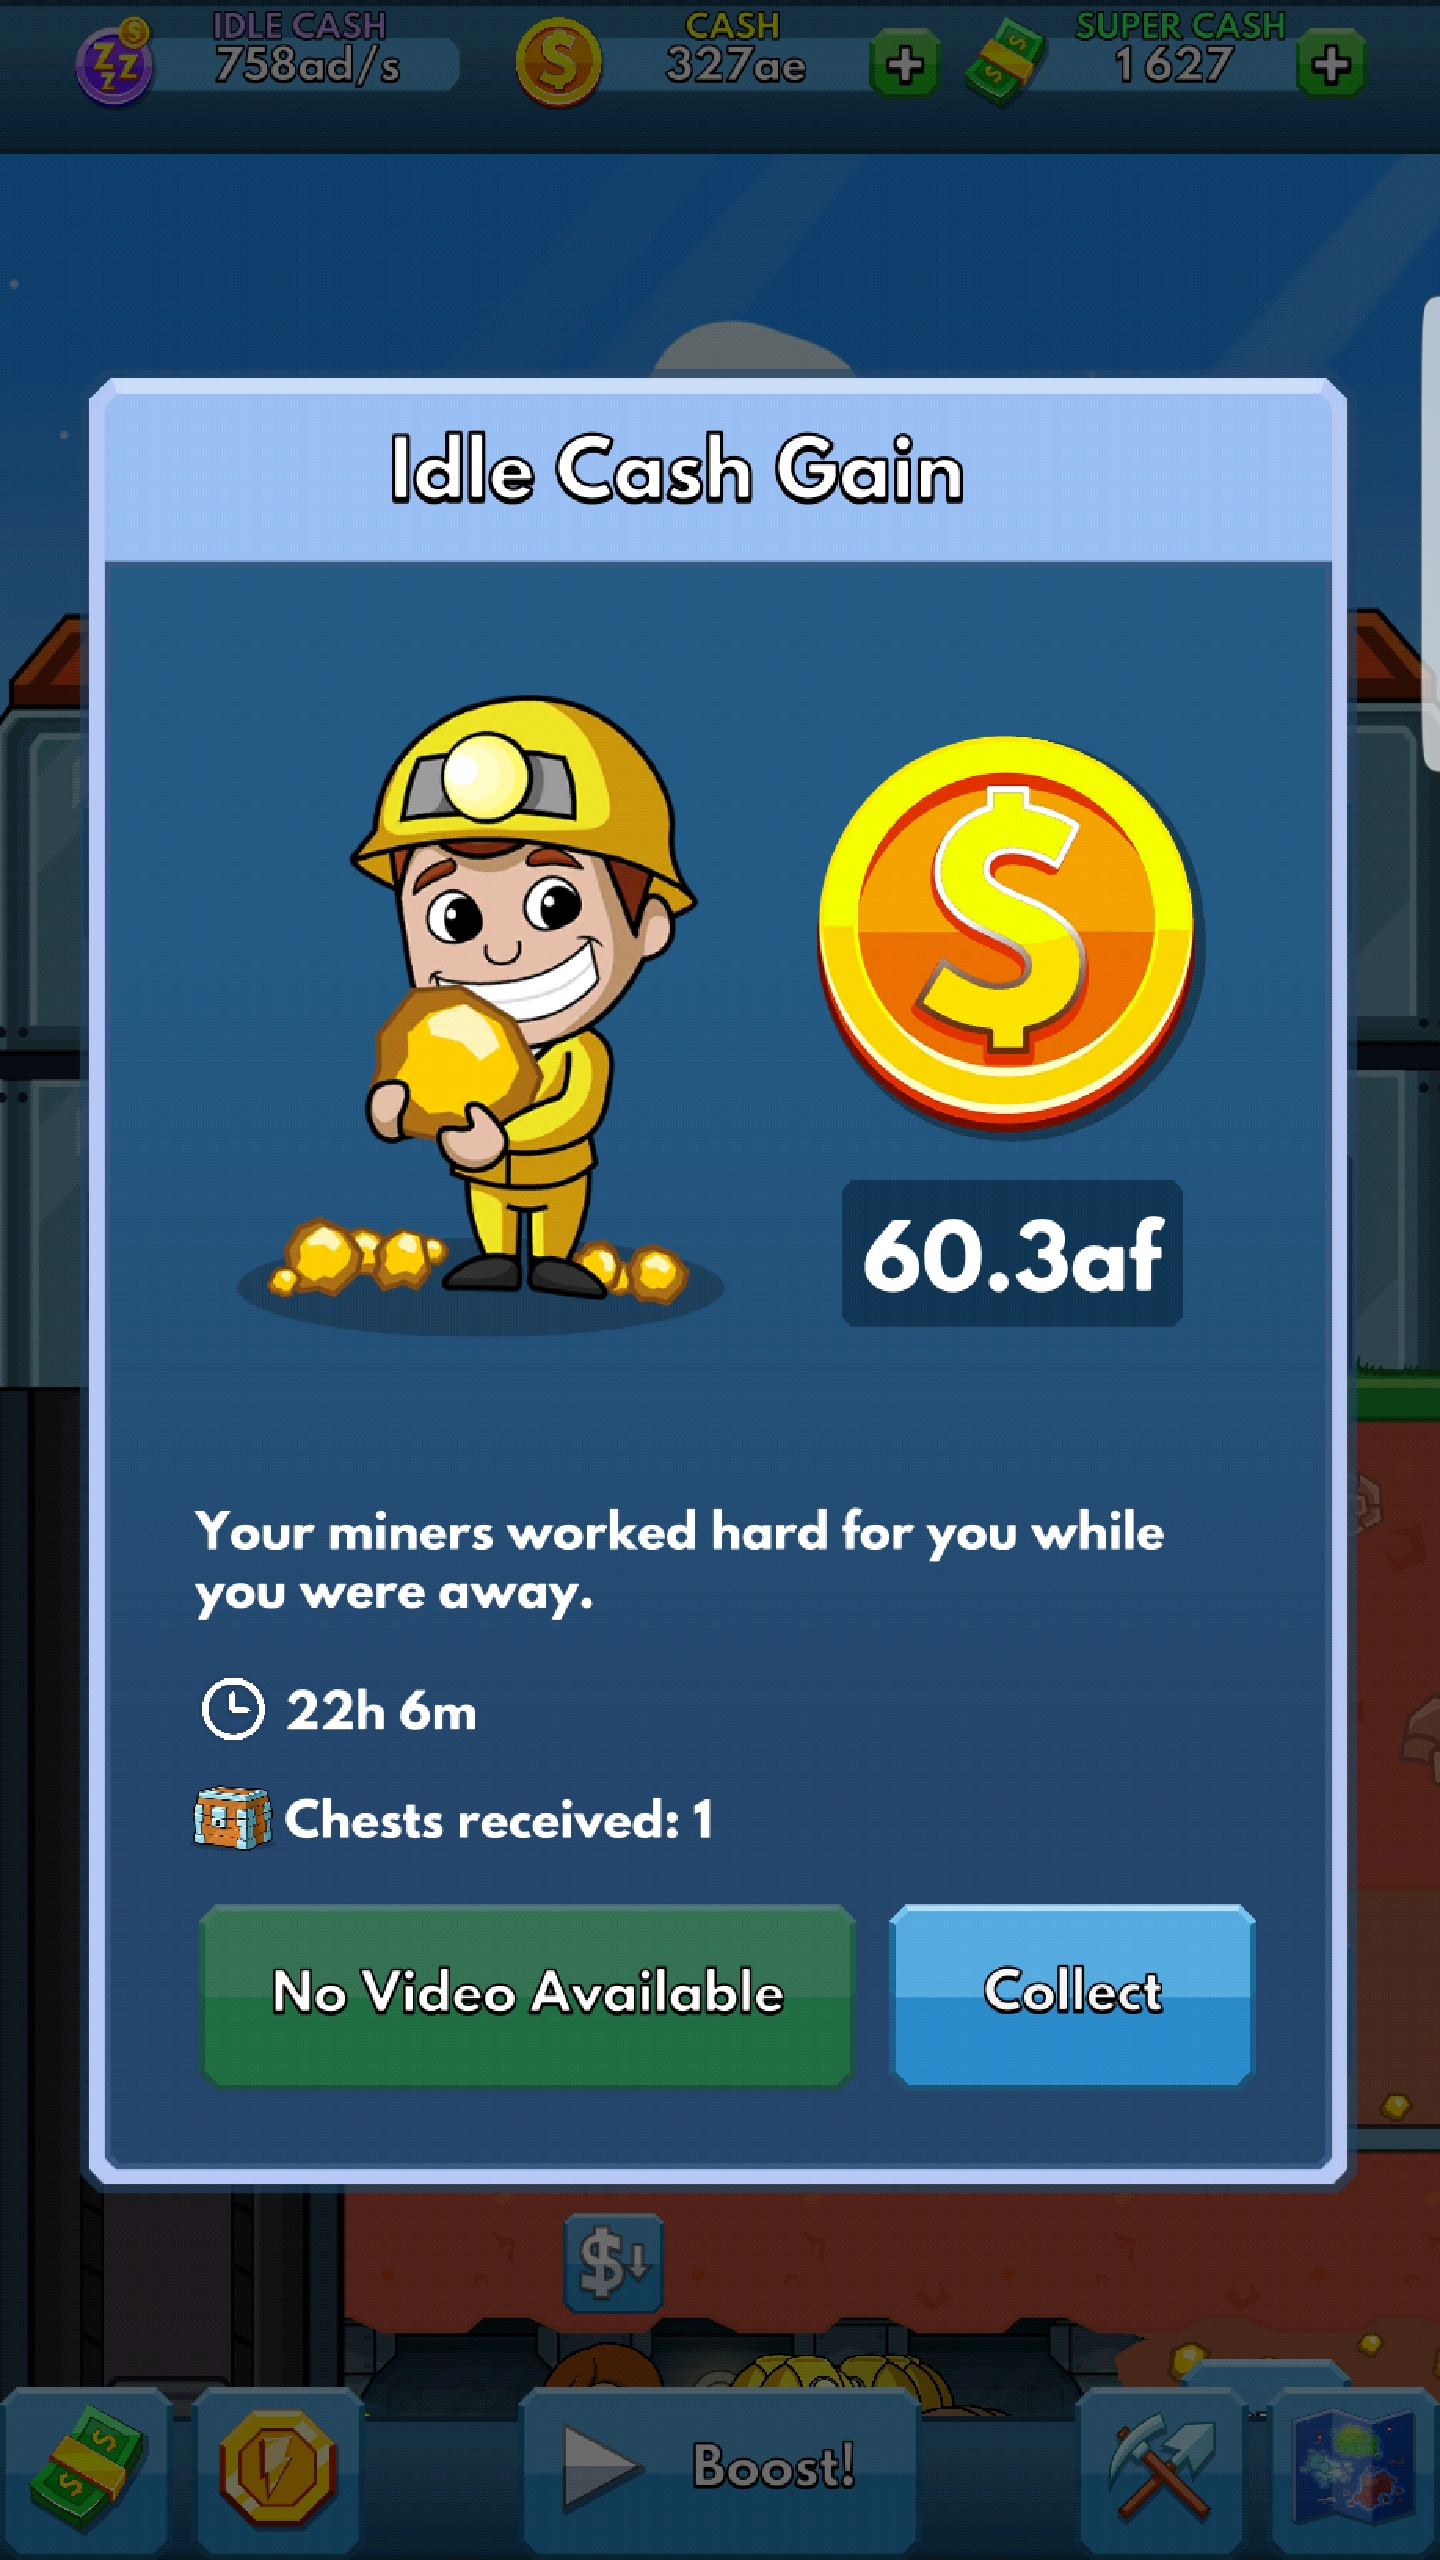 IDLE CASH
758ad/s
CASH
327ae
SUPER CASH
1627
Idle Cash Gain
60.3af
Your miners worked hard for you while
you were away.
22h 6m
Chests received: 1
No Video Available
Collect
Boost!